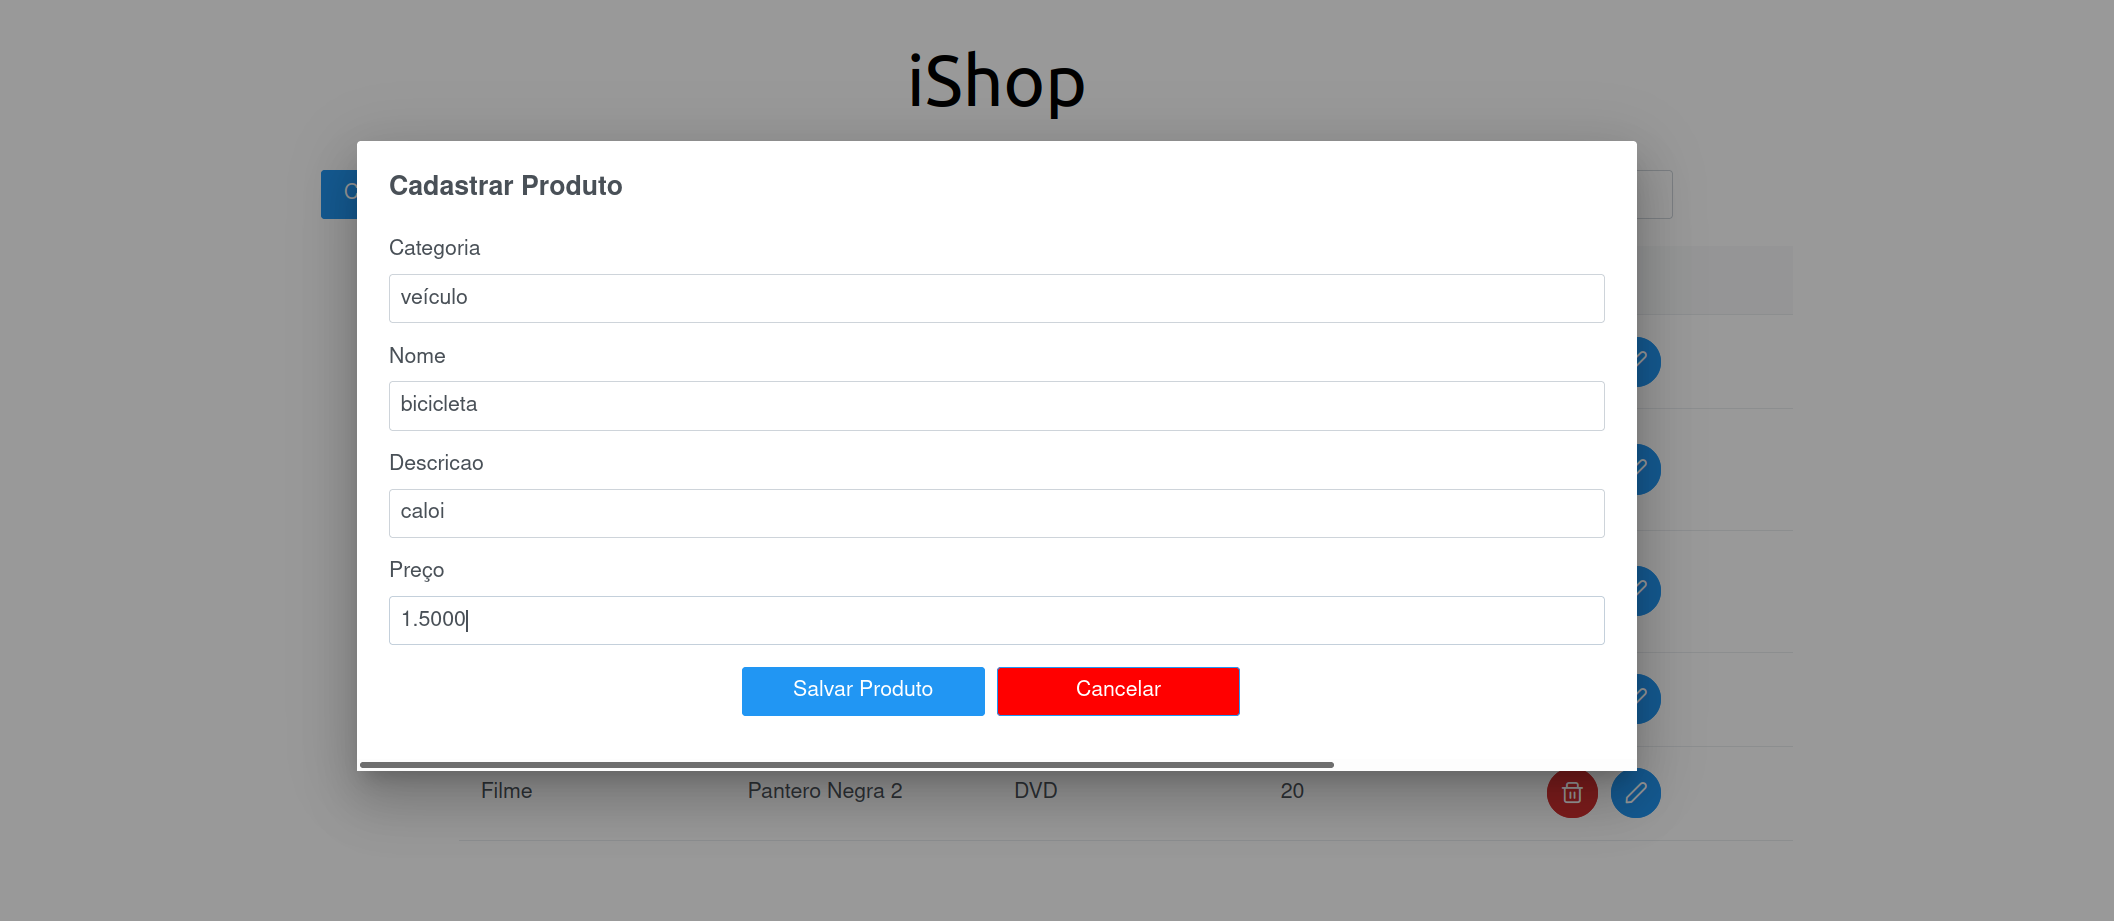 iShop
C
Cadastrar Produto
Categoria
veículo
Nome
bicicleta
Descricao
caloi
Preço
1.5000
Salvar Produto Cancelar
Filme Pantero Negra 2 DVD 20